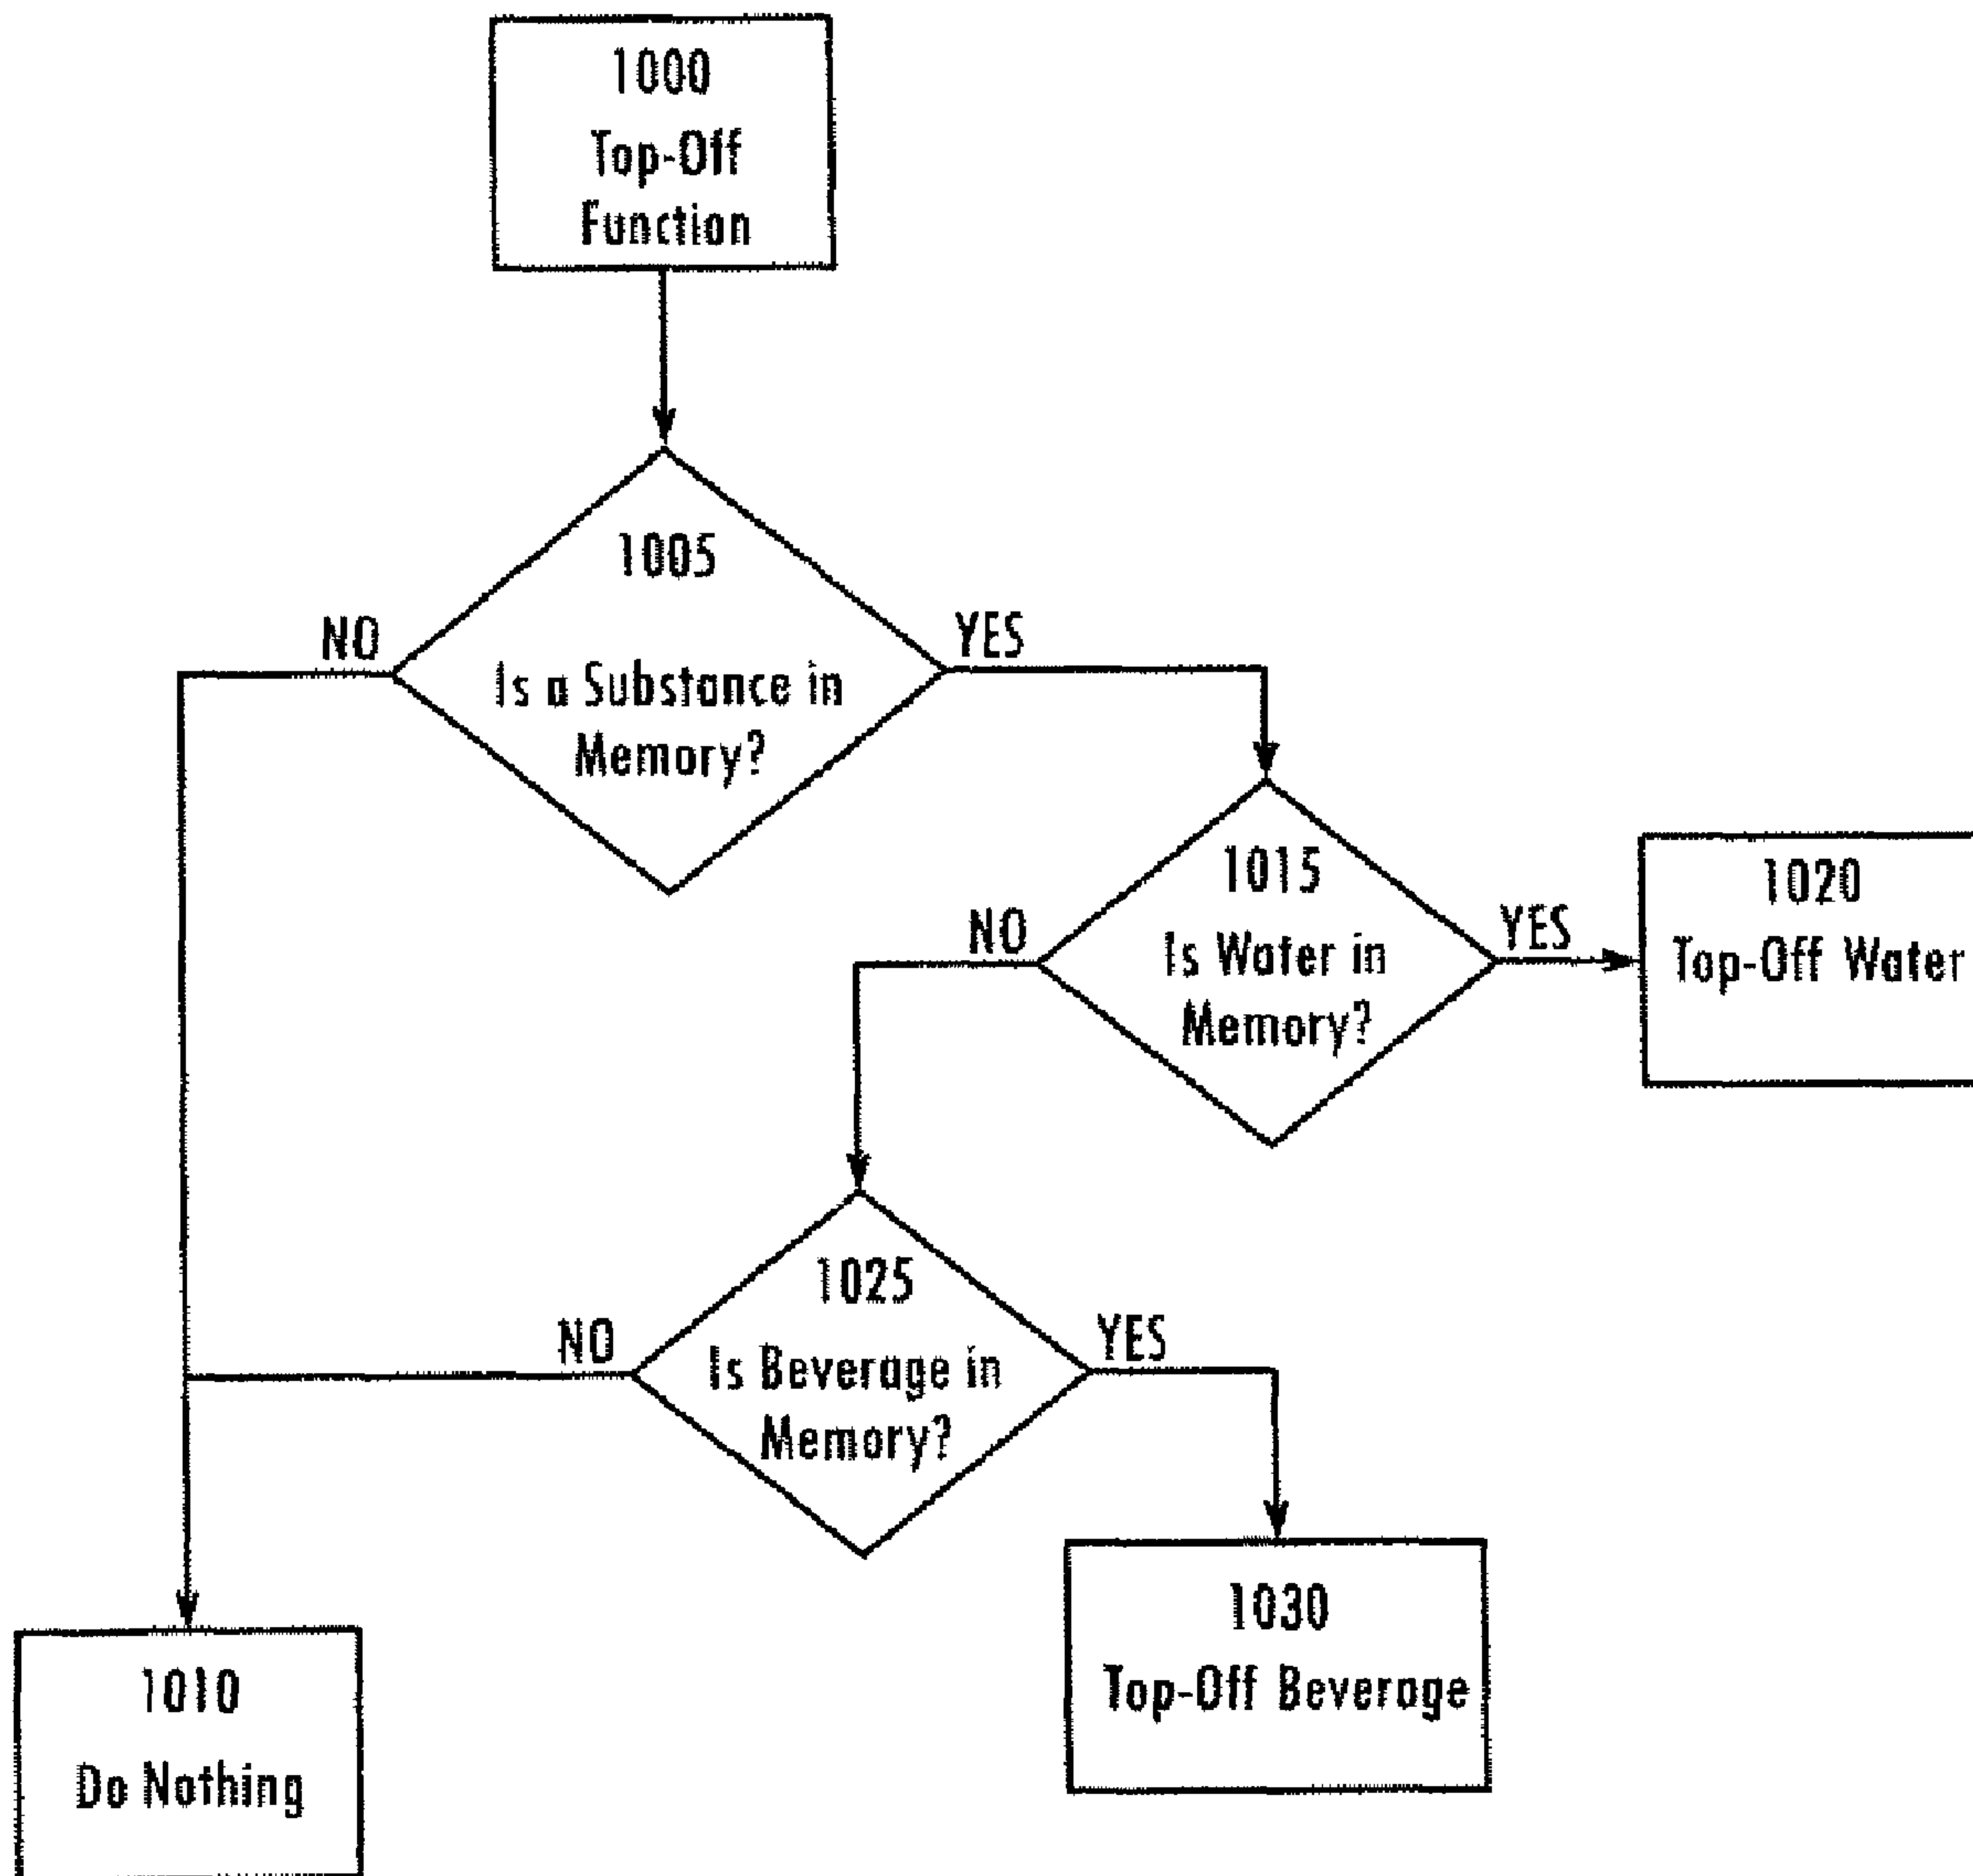 1000
Top-Off
Function
1005
NO
YES
Is a Substance in
Memory?
1015
NO
YES
Is Water in
Memory?
1020
Top-Off Water
1025
NO
YES
Is Beverage in
Memory?
1030
Top-Off Beverage
1010
Do Nothing